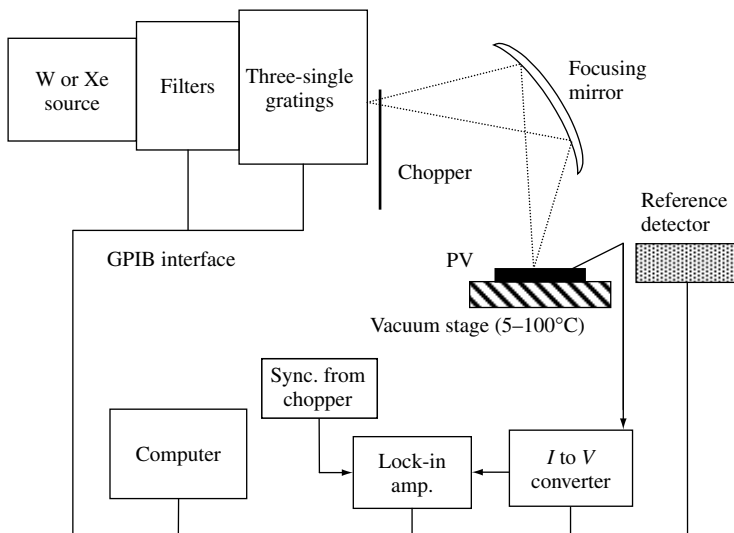 W or Xe
source
Filters
Three-single
gratings
Focusing
mirror
Chopper
Reference
detector
GPIB interface
PV
Vacuum stage (5–100°C)
Sync. from
chopper
Computer
Lock-in
amp.
I to V
converter